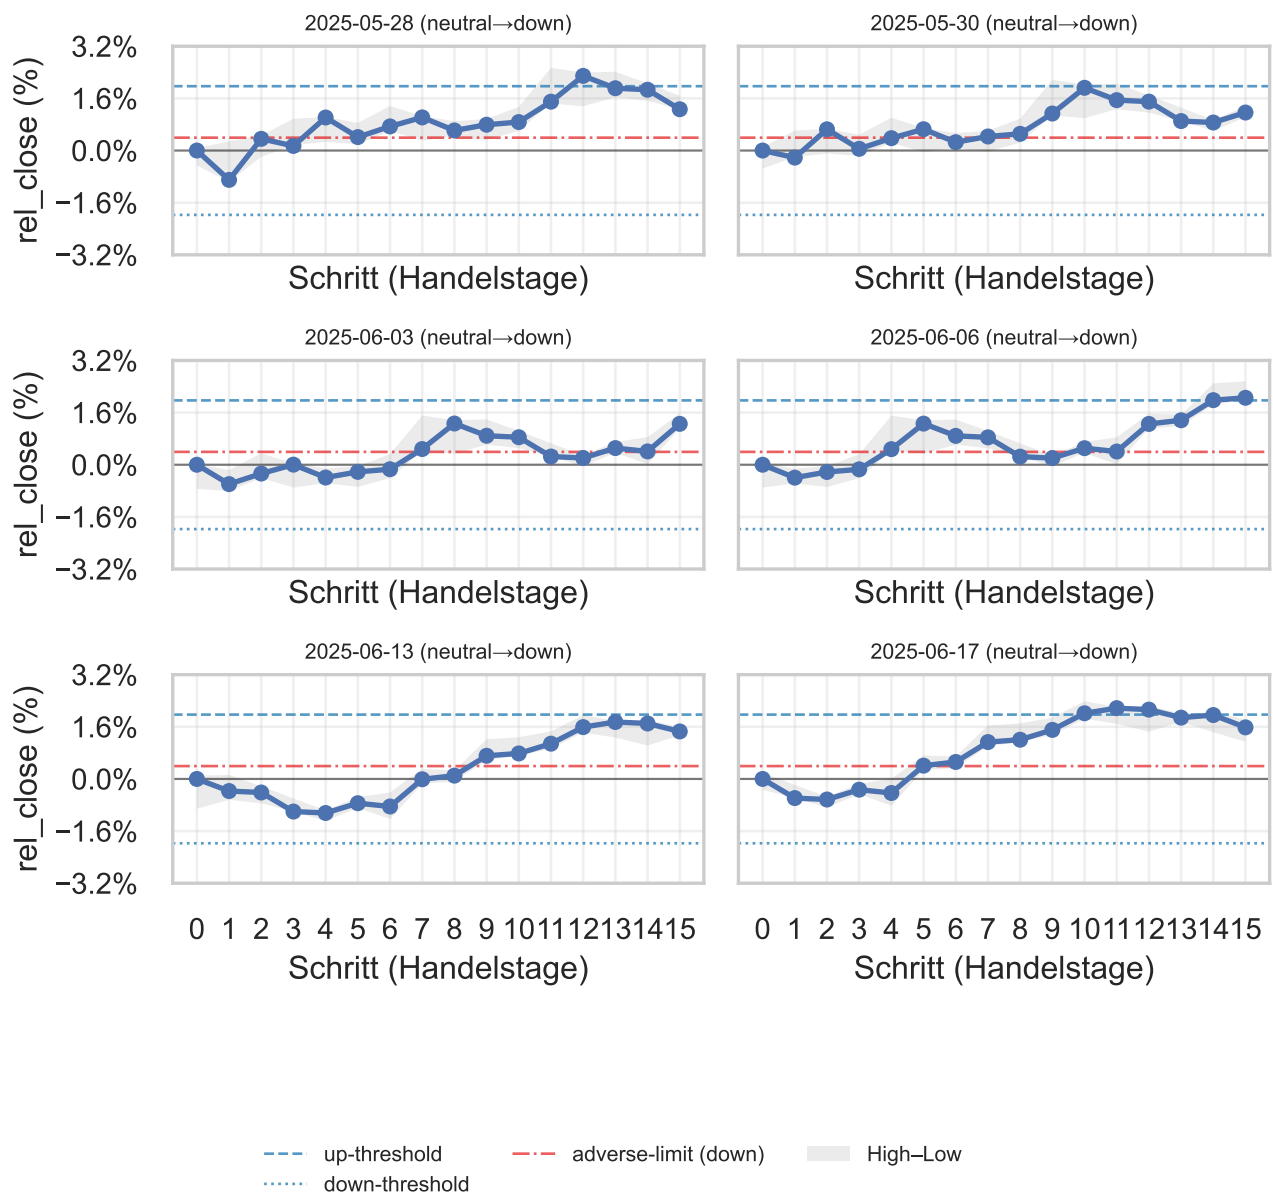 2025-05-28 (neutral→down)
2025-05-30 (neutral→down)
3.2%
1.6%
0.0%
−1.6%
−3.2%
rel_close (%)
Schritt (Handelstage)
Schritt (Handelstage)
2025-06-03 (neutral→down)
2025-06-06 (neutral→down)
3.2%
1.6%
0.0%
−1.6%
−3.2%
rel_close (%)
Schritt (Handelstage)
Schritt (Handelstage)
2025-06-13 (neutral→down)
2025-06-17 (neutral→down)
3.2%
1.6%
0.0%
−1.6%
−3.2%
rel_close (%)
0 1 2 3 4 5 6 7 8 9 10 11 12 13 14 15
0 1 2 3 4 5 6 7 8 9 10 11 12 13 14 15
Schritt (Handelstage)
Schritt (Handelstage)
up-threshold
adverse-limit (down)
High–Low
down-threshold